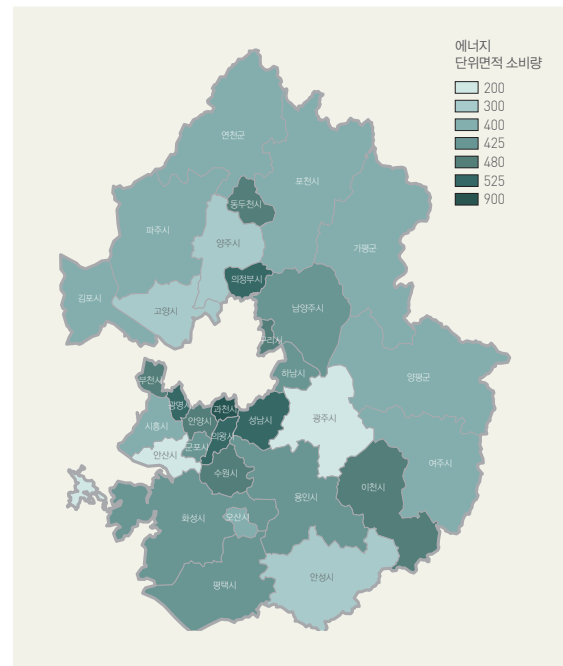 에너지
단위면적 소비량
200
300
400
425
480
525
900
연천군
포천시
동두천시
파주시
양주시
가평군
의정부시
김포시
고양시
남양주시
구리시
하남시
양평군
부천시
광명시
과천시
시흥시
안양시
성남시
광주시
의왕시
안산시
군포시
여주시
수원시
이천시
용인시
화성시
오산시
안성시
평택시